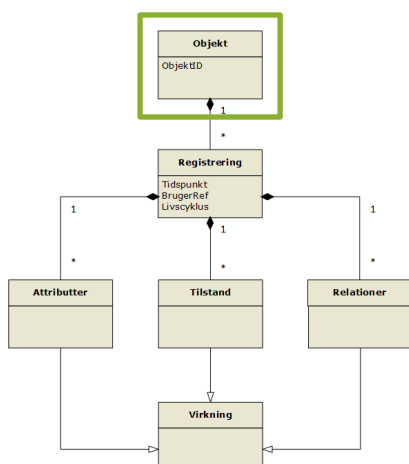 Objekt
ObjektID
1
*
Registrering
Tidspunkt
BrugerRef
Livscyklus
1
1
1
*
*
*
Attributter
Tilstand
Relationer
Virkning